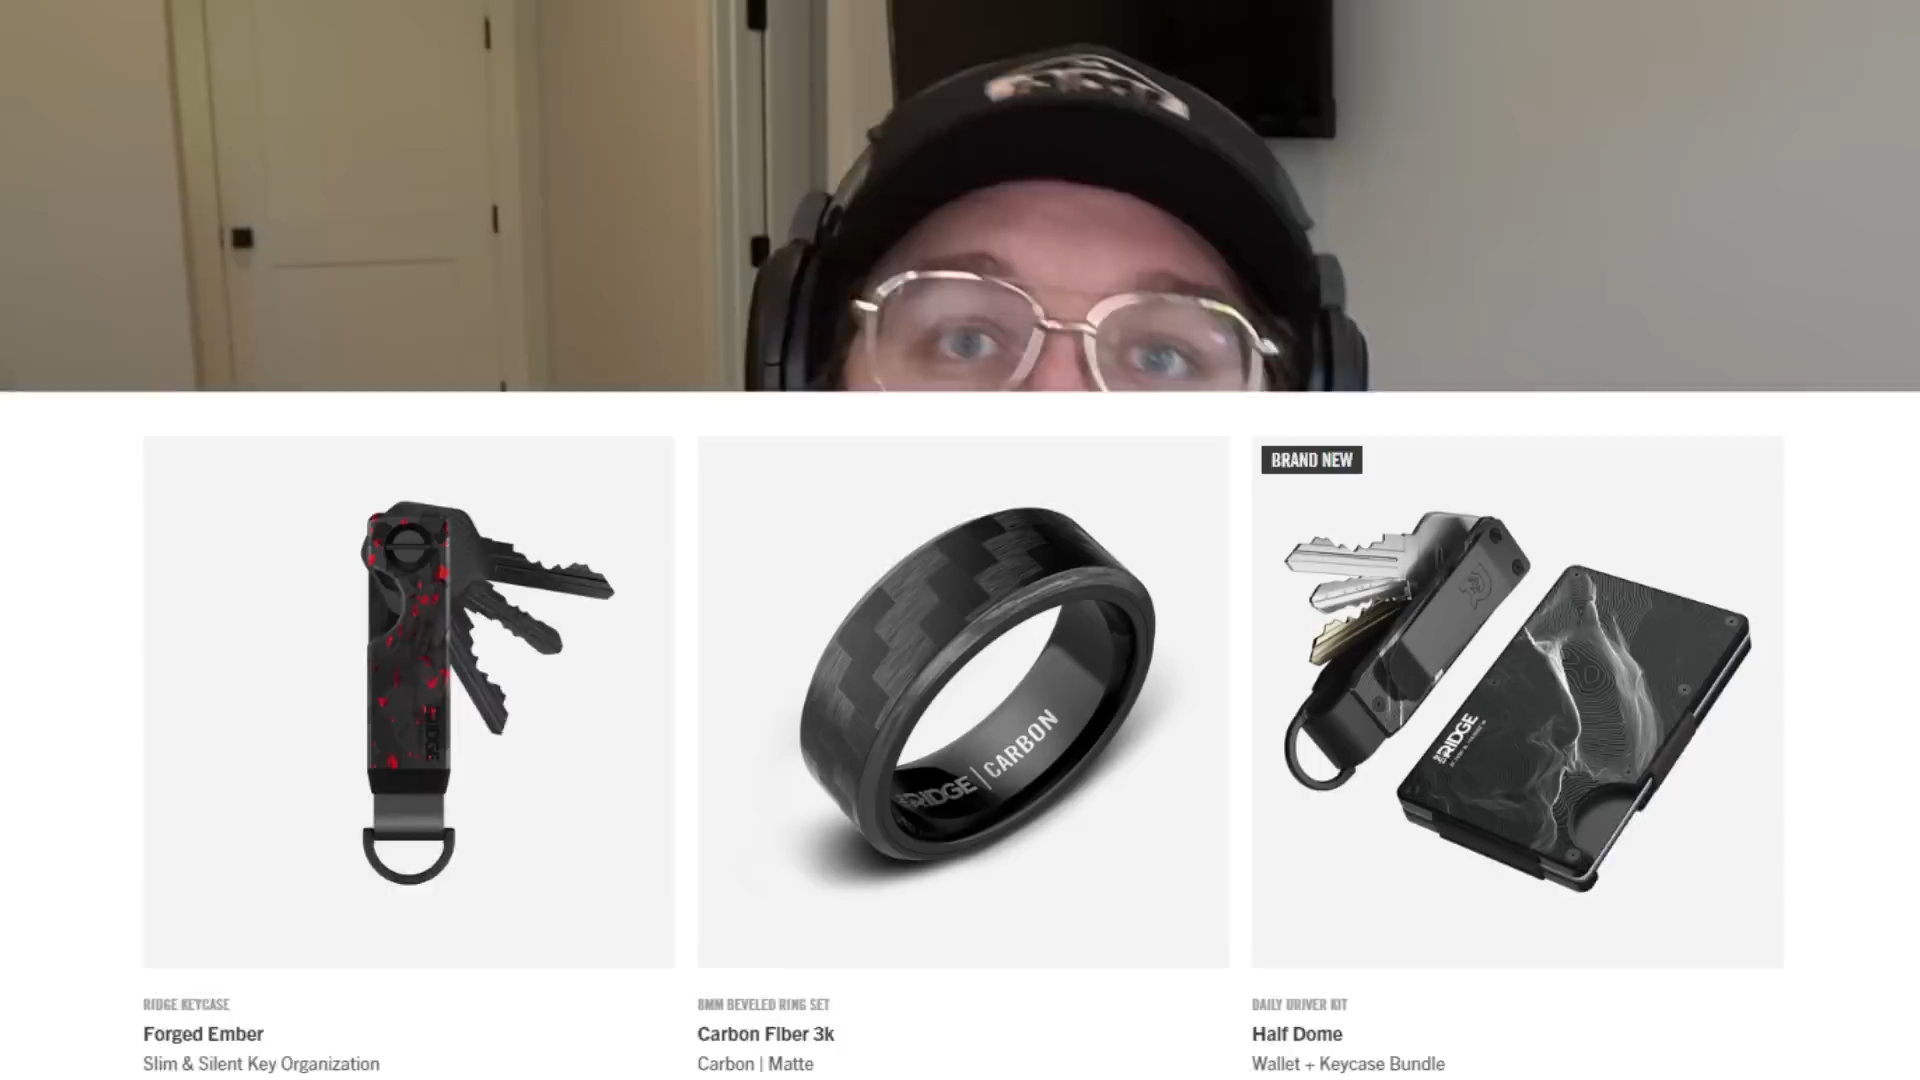 BRAND NEW
RIDGE
RIDGE | CARBON
THE RIDGE
RIDGE KEYCASE
Forged Ember
Slim & Silent Key Organization
8MM BEVELED RING SET
Carbon Fiber 3k
Carbon | Matte
DAILY DRIVER KIT
Half Dome
Wallet + Keycase Bundle